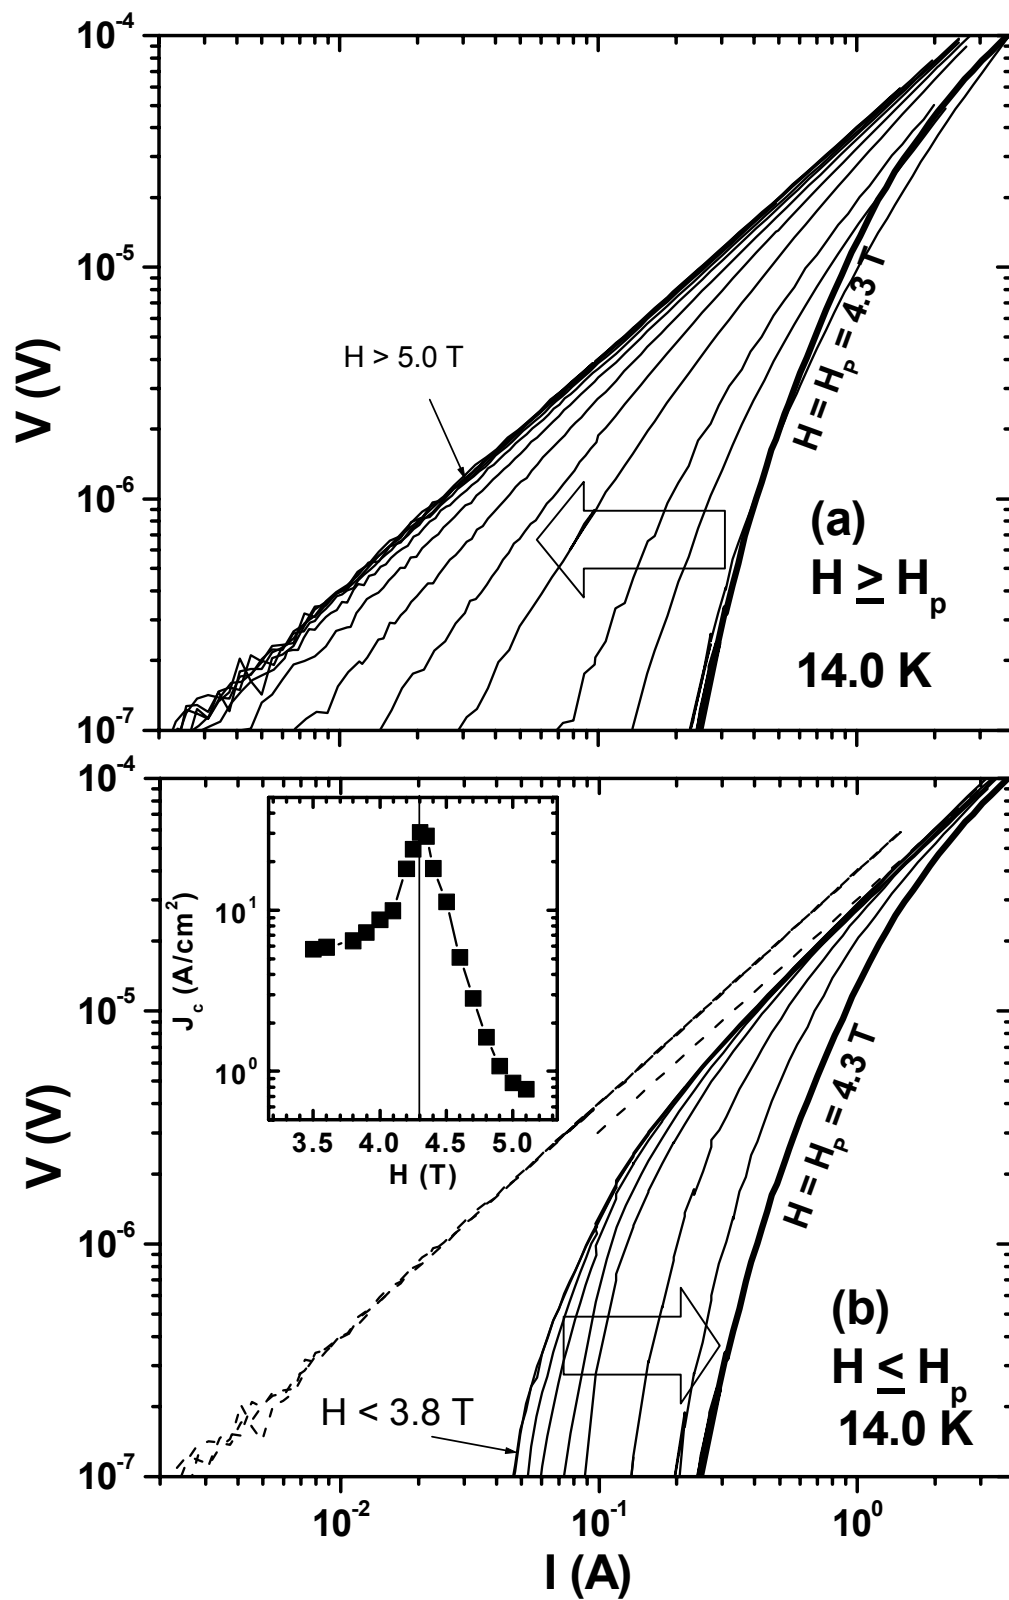 10^-4
10^-5
10^-6
10^-7
V (V)
H > 5.0 T
H = H_P = 4.3 T
(a)
H ≥ H_p
14.0 K
10^-4
10^-5
10^-6
10^-7
V (V)
10^1
10^0
J_c (A/cm^2)
3.5 4.0 4.5 5.0
H (T)
H = H_P = 4.3 T
H < 3.8 T
(b)
H ≤ H_p
14.0 K
10^-2 10^-1 10^0
I (A)